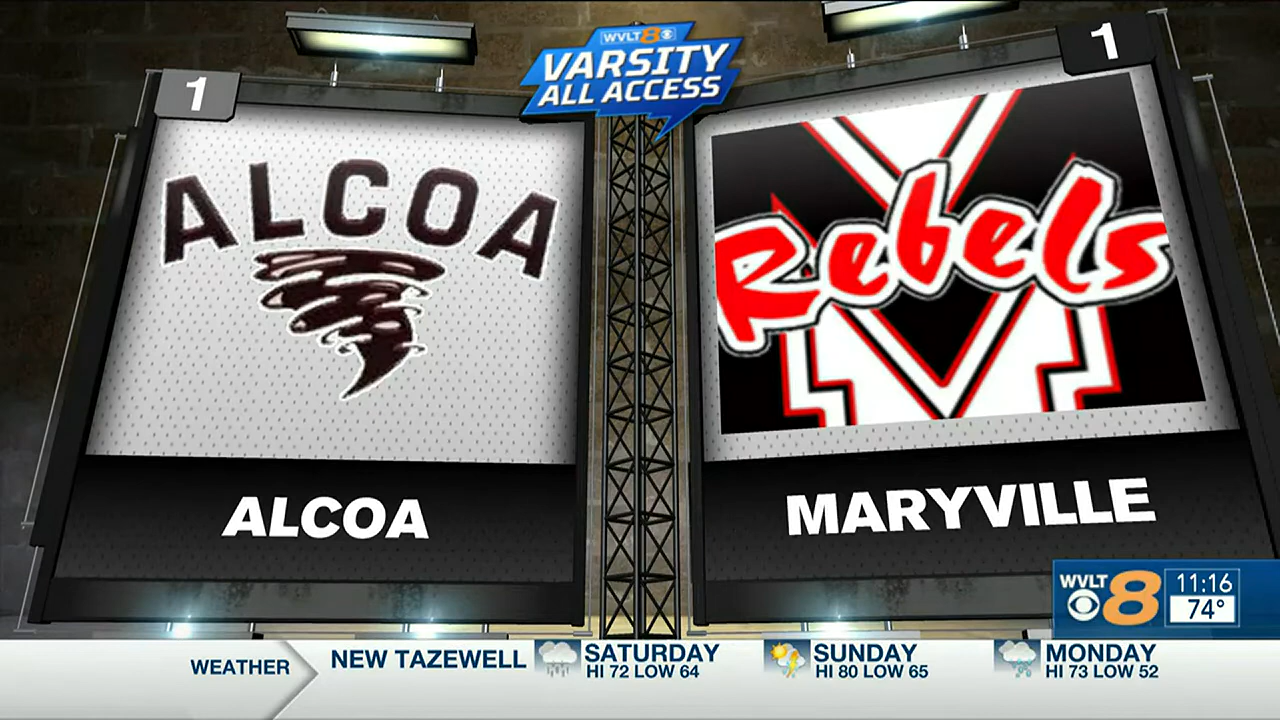 WVLT 8
VARSITY
ALL ACCESS
1
1
ALCOA
Rebels
ALCOA
MARYVILLE
WVLT
8
11:16
74°
WEATHER
NEW TAZEWELL
SATURDAY
HI 72 LOW 64
SUNDAY
HI 80 LOW 65
MONDAY
HI 73 LOW 52